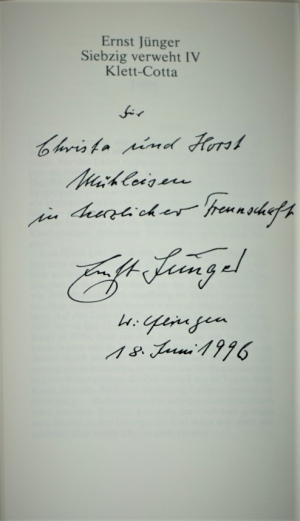 Ernst Jünger
Siebzig verweht IV
Klett-Cotta
für
Christa und Horst
Mühleisen
in herzlicher Freundschaft
Ernst Jünger
Wilflingen
18. Juni 1996